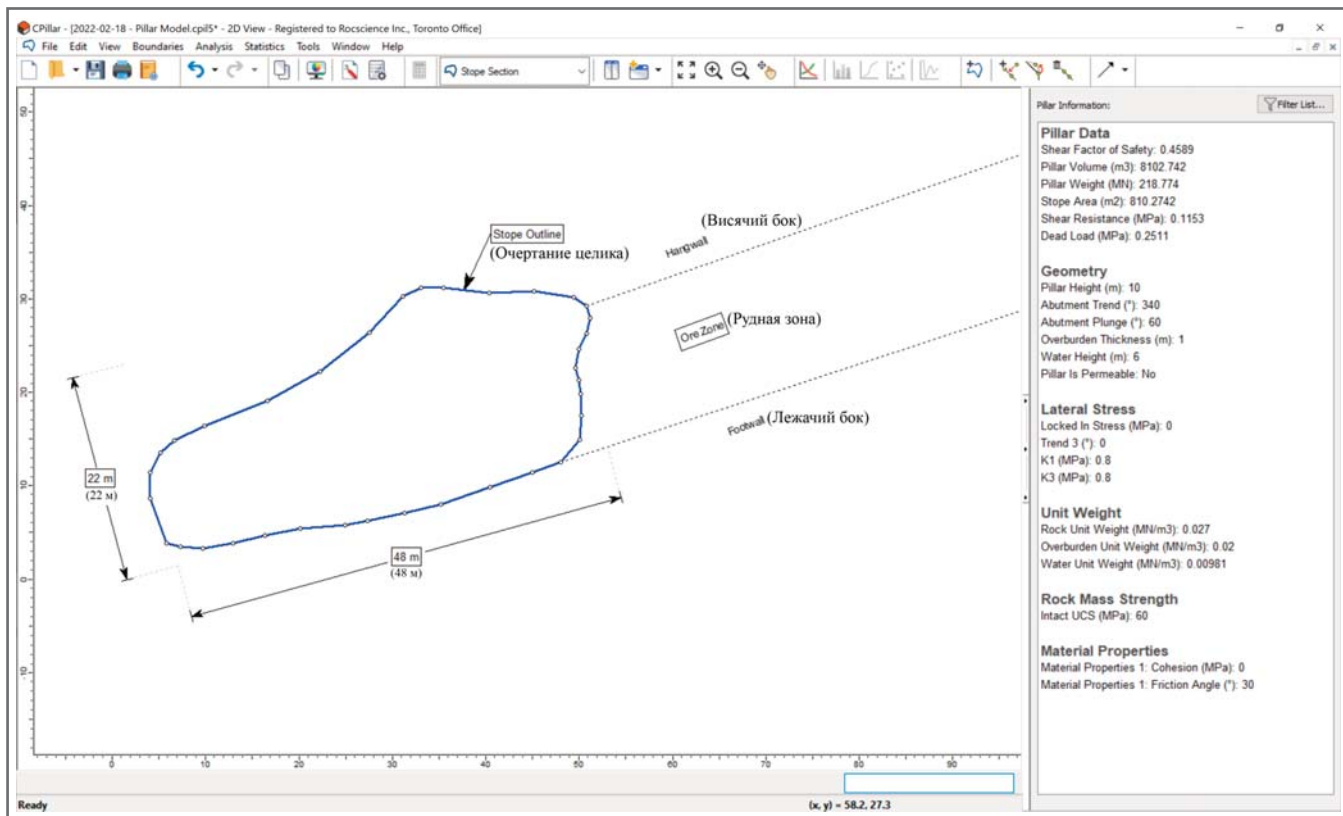 CPillar - [2022-02-18 - Pillar Model.cpil5* - 2D View - Registered to Rocscience Inc., Toronto Office]
File Edit View Boundaries Analysis Statistics Tools Window Help
Stope Section
Pillar Information:
Filter List...
Pillar Data
Shear Factor of Safety: 0.4589
Pillar Volume (m3): 8102.742
Pillar Weight (MN): 218.774
Stope Area (m2): 810.2742
Shear Resistance (MPa): 0.1153
Dead Load (MPa): 0.2511
Geometry
Pillar Height (m): 10
Abutment Trend (°): 340
Abutment Plunge (°): 60
Overburden Thickness (m): 1
Water Height (m): 6
Pillar Is Permeable: No
Lateral Stress
Locked In Stress (MPa): 0
Trend 3 (°): 0
K1 (MPa): 0.8
K3 (MPa): 0.8
Unit Weight
Rock Unit Weight (MN/m3): 0.027
Overburden Unit Weight (MN/m3): 0.02
Water Unit Weight (MN/m3): 0.00981
Rock Mass Strength
Intact UCS (MPa): 60
Material Properties
Material Properties 1: Cohesion (MPa): 0
Material Properties 1: Friction Angle (°): 30
50
40
30
20
10
0
-10
Stope Outline
(Очертание целика)
(Висячий бок)
Hangwall
Ore Zone
(Рудная зона)
Footwall
(Лежачий бок)
22 m
(22 м)
48 m
(48 м)
0 10 20 30 40 50 60 70 80 90
Ready
(x, y) = 58.2, 27.3